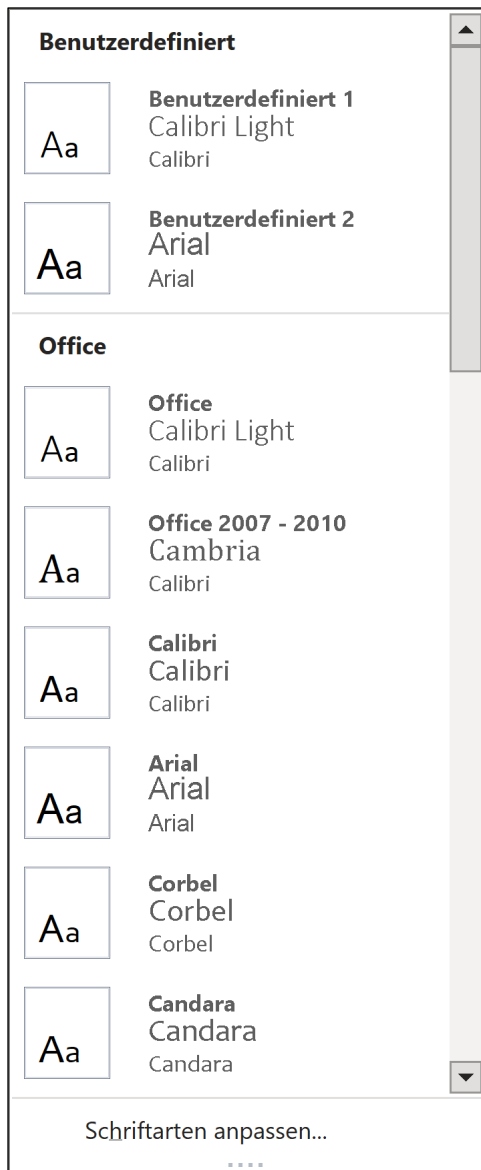 Benutzerdefiniert
Aa
Benutzerdefiniert 1
Calibri Light
Calibri
Aa
Benutzerdefiniert 2
Arial
Arial
Office
Aa
Office
Calibri Light
Calibri
Aa
Office 2007 - 2010
Cambria
Calibri
Aa
Calibri
Calibri
Calibri
Aa
Arial
Arial
Arial
Aa
Corbel
Corbel
Corbel
Aa
Candara
Candara
Candara
Schriftarten anpassen...